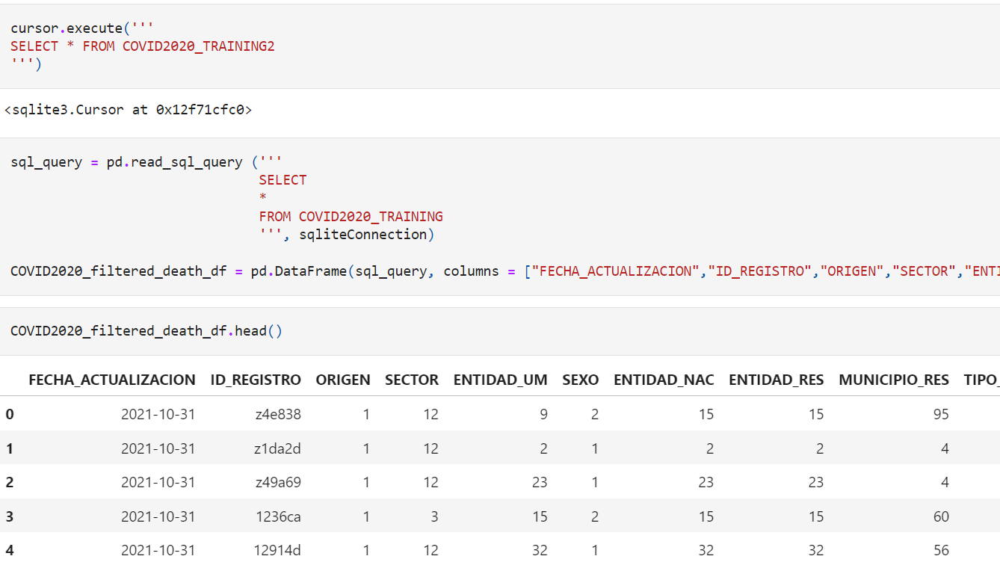 cursor.execute('''
SELECT * FROM COVID2020_TRAINING2
''')
<sqlite3.Cursor at 0x12f71cfc0>
sql_query = pd.read_sql_query ('''
SELECT
*
FROM COVID2020_TRAINING
''', sqliteConnection)
COVID2020_filtered_death_df = pd.DataFrame(sql_query, columns = ["FECHA_ACTUALIZACION","ID_REGISTRO","ORIGEN","SECTOR","ENTI
COVID2020_filtered_death_df.head()
FECHA_ACTUALIZACION ID_REGISTRO ORIGEN SECTOR ENTIDAD_UM SEXO ENTIDAD_NAC ENTIDAD_RES MUNICIPIO_RES TIPO_
0 2021-10-31 z4e838 1 12 9 2 15 15 95
1 2021-10-31 z1da2d 1 12 2 1 2 2 4
2 2021-10-31 z49a69 1 12 23 1 23 23 4
3 2021-10-31 1236ca 1 3 15 2 15 15 60
4 2021-10-31 12914d 1 12 32 1 32 32 56